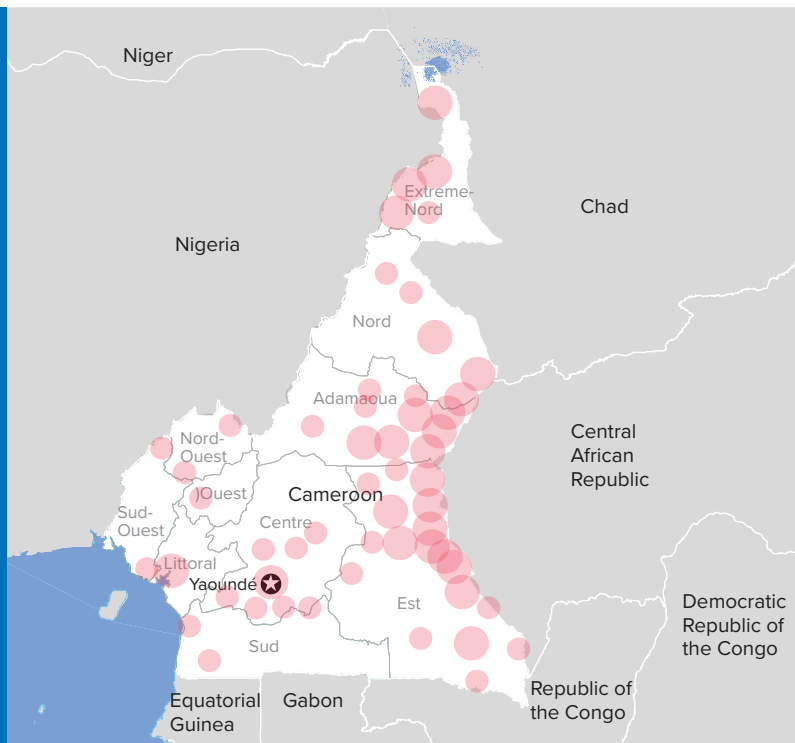 Niger
Chad
Extreme-
Nord
Nigeria
Nord
Adamaoua
Central
African
Republic
Nord-
Ouest
)Ouest
Cameroon
Sud-
Ouest
Centre
Littoral
Yaoundé
Est
Democratic
Republic of
the Congo
Sud
Equatorial
Guinea
Gabon
Republic of
the Congo